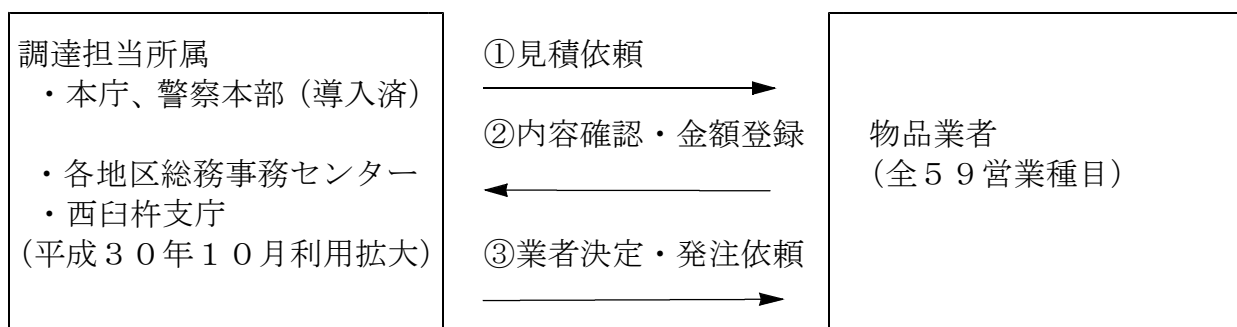 調達担当所属
・本庁、警察本部（導入済）
・各地区総務事務センター
・西臼杵支庁
（平成３０年１０月利用拡大）
①見積依頼
②内容確認・金額登録
③業者決定・発注依頼
物品業者
（全５９営業種目）